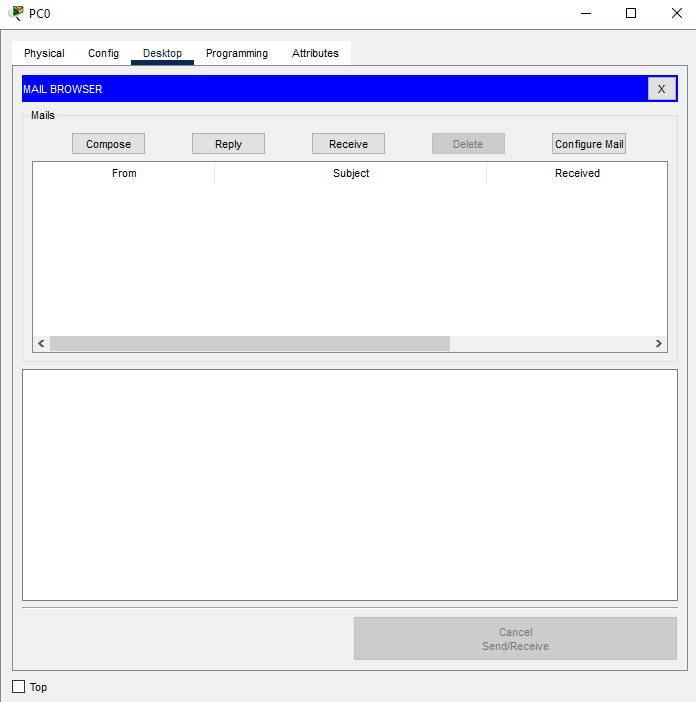 PC0
Physical Config Desktop Programming Attributes
MAIL BROWSER X
Mails
Compose Reply Receive Delete Configure Mail
From Subject Received
Cancel
Send/Receive
Top